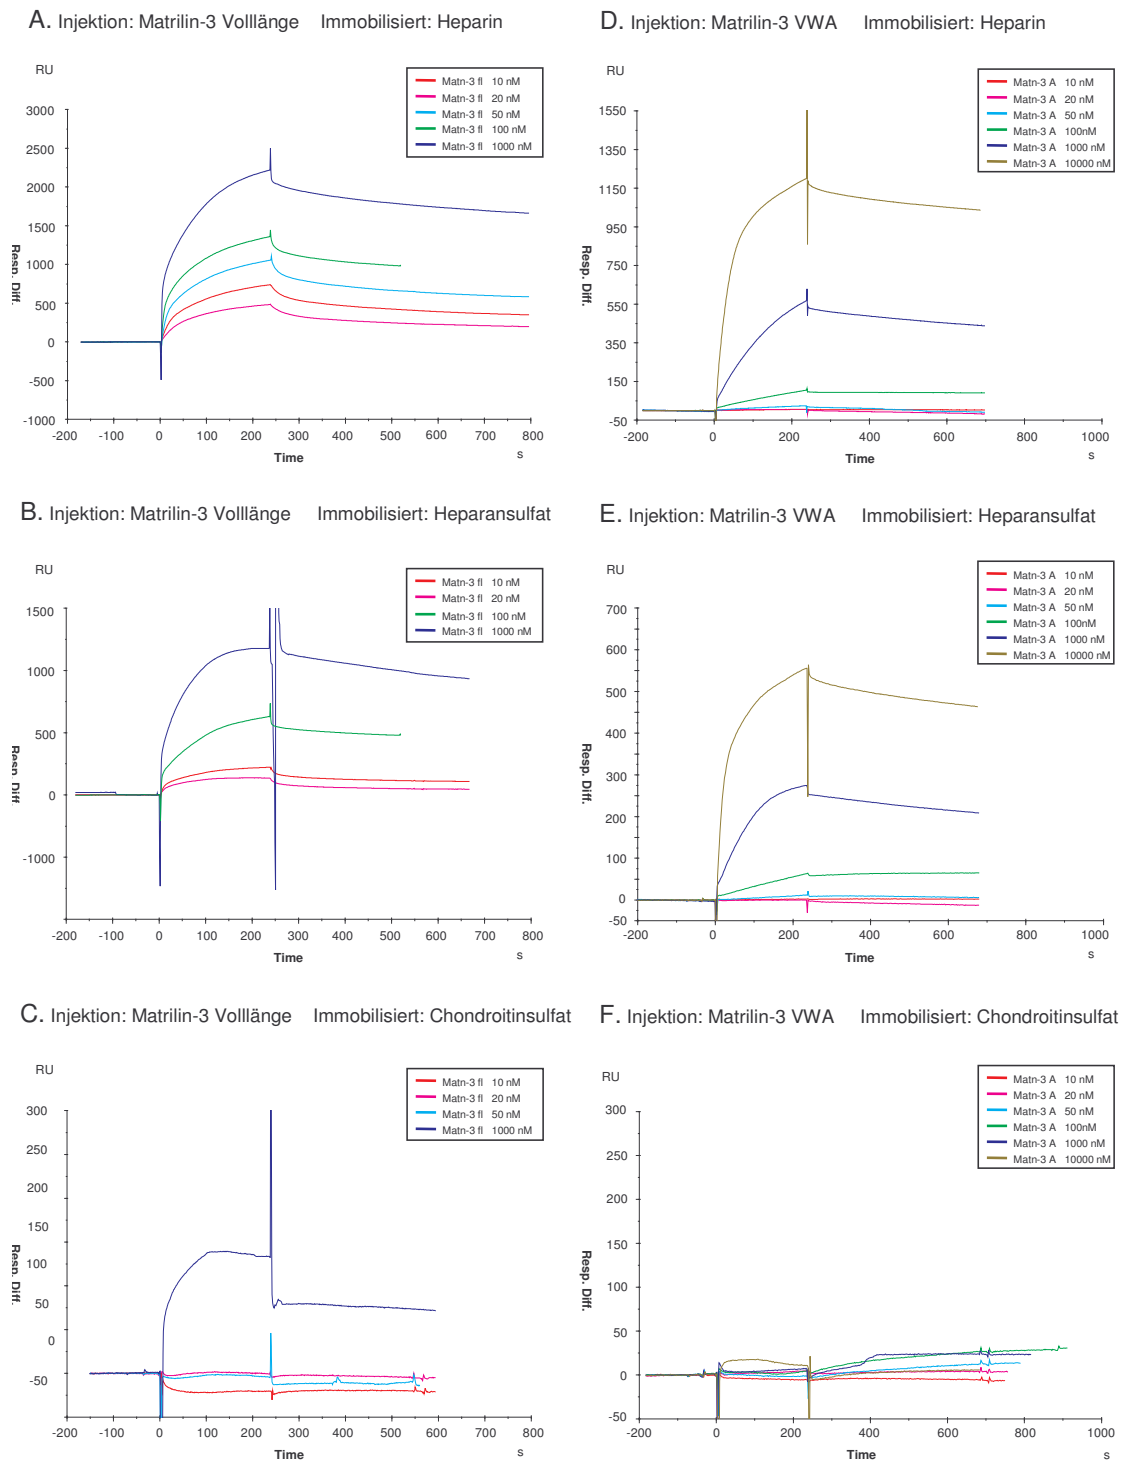 A. Injektion: Matrilin-3 Volllänge Immobilisiert: Heparin
RU
Matn-3 fl 10 nM
Matn-3 fl 20 nM
Matn-3 fl 50 nM
Matn-3 fl 100 nM
Matn-3 fl 1000 nM
3000
2500
2000
1500
1000
500
0
-500
-1000
Resp. Diff.
-200 -100 0 100 200 300 400 500 600 700 800
Time s
D. Injektion: Matrilin-3 VWA Immobilisiert: Heparin
RU
Matn-3 A 10 nM
Matn-3 A 20 nM
Matn-3 A 50 nM
Matn-3 A 100nM
Matn-3 A 1000 nM
Matn-3 A 10000 nM
1550
1350
1150
950
750
550
350
150
-50
Resp. Diff.
-200 0 200 400 600 800 1000
Time s
B. Injektion: Matrilin-3 Volllänge Immobilisiert: Heparansulfat
RU
Matn-3 fl 10 nM
Matn-3 fl 20 nM
Matn-3 fl 100 nM
Matn-3 fl 1000 nM
1500
1000
500
0
-1000
Resp. Diff.
-200 -100 0 100 200 300 400 500 600 700 800
Time s
E. Injektion: Matrilin-3 VWA Immobilisiert: Heparansulfat
RU
Matn-3 A 10 nM
Matn-3 A 20 nM
Matn-3 A 50 nM
Matn-3 A 100nM
Matn-3 A 1000 nM
Matn-3 A 10000 nM
700
600
500
400
300
200
100
0
-50
Resp. Diff.
-200 0 200 400 600 800 1000
Time s
C. Injektion: Matrilin-3 Volllänge Immobilisiert: Chondroitinsulfat
RU
Matn-3 fl 10 nM
Matn-3 fl 20 nM
Matn-3 fl 50 nM
Matn-3 fl 1000 nM
300
250
200
150
100
50
0
-50
Resp. Diff.
-200 -100 0 100 200 300 400 500 600 700 800
Time s
F. Injektion: Matrilin-3 VWA Immobilisiert: Chondroitinsulfat
RU
Matn-3 A 10 nM
Matn-3 A 20 nM
Matn-3 A 50 nM
Matn-3 A 100nM
Matn-3 A 1000 nM
Matn-3 A 10000 nM
300
250
200
150
100
50
0
-50
Resp. Diff.
-200 0 200 400 600 800 1000
Time s